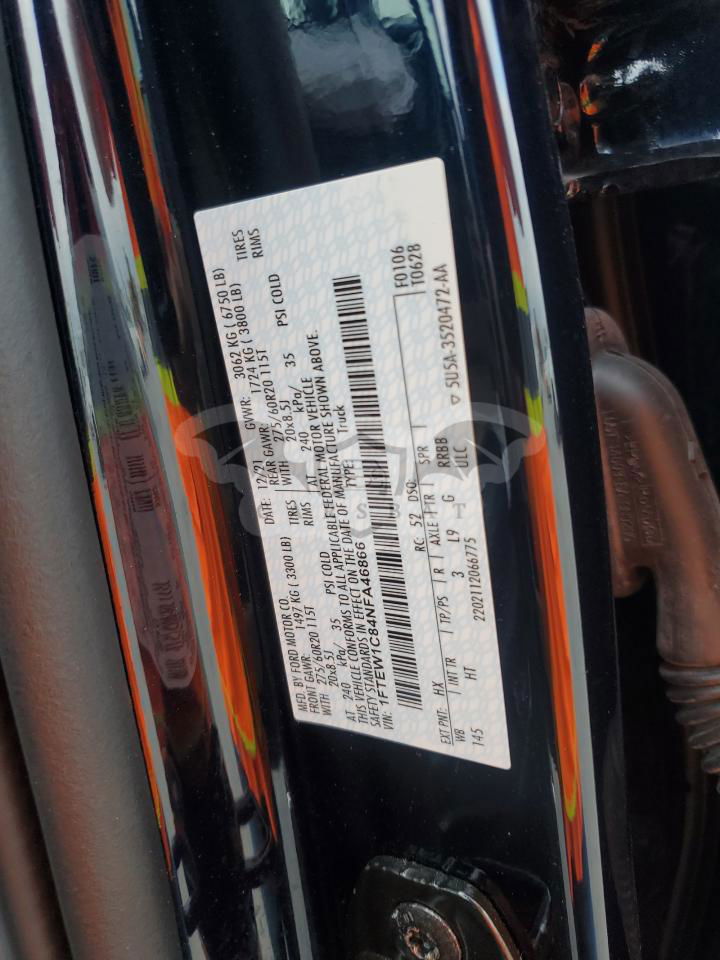 MFD. BY FORD MOTOR CO. DATE: 12/21 GVWR: 3062 KG ( 6750 LB)
FRONT GAWR: 1497 KG ( 3300 LB) REAR GAWR: 1724 KG ( 3800 LB)
WITH 275/60R20 115T TIRES WITH 275/60R20 115T TIRES
20x8.5J RIMS 20x8.5J RIMS
AT 240 kPa/ 35 PSI COLD AT 240 kPa/ 35 PSI COLD
THIS VEHICLE CONFORMS TO ALL APPLICABLE FEDERAL MOTOR VEHICLE
SAFETY STANDARDS IN EFFECT ON THE DATE OF MANUFACTURE SHOWN ABOVE.
VIN: 1FTEW1C84NFA46866 TYPE: Truck
F0106
T0628
EXT PNT: HX RC: 52 DSO:
WB INT TR TP/PS R AXLE TR SPR
145 HT 3 L9 G RRBB
ULC
2202112066775
5U5A-3520472-AA